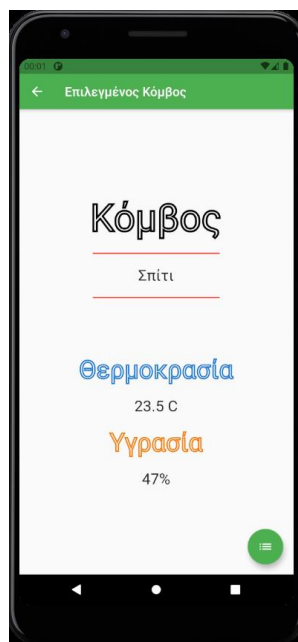 00:01
Επιλεγμένος Κόμβος
Κόμβος
Σπίτι
Θερμοκρασία
23.5 C
Υγρασία
47%